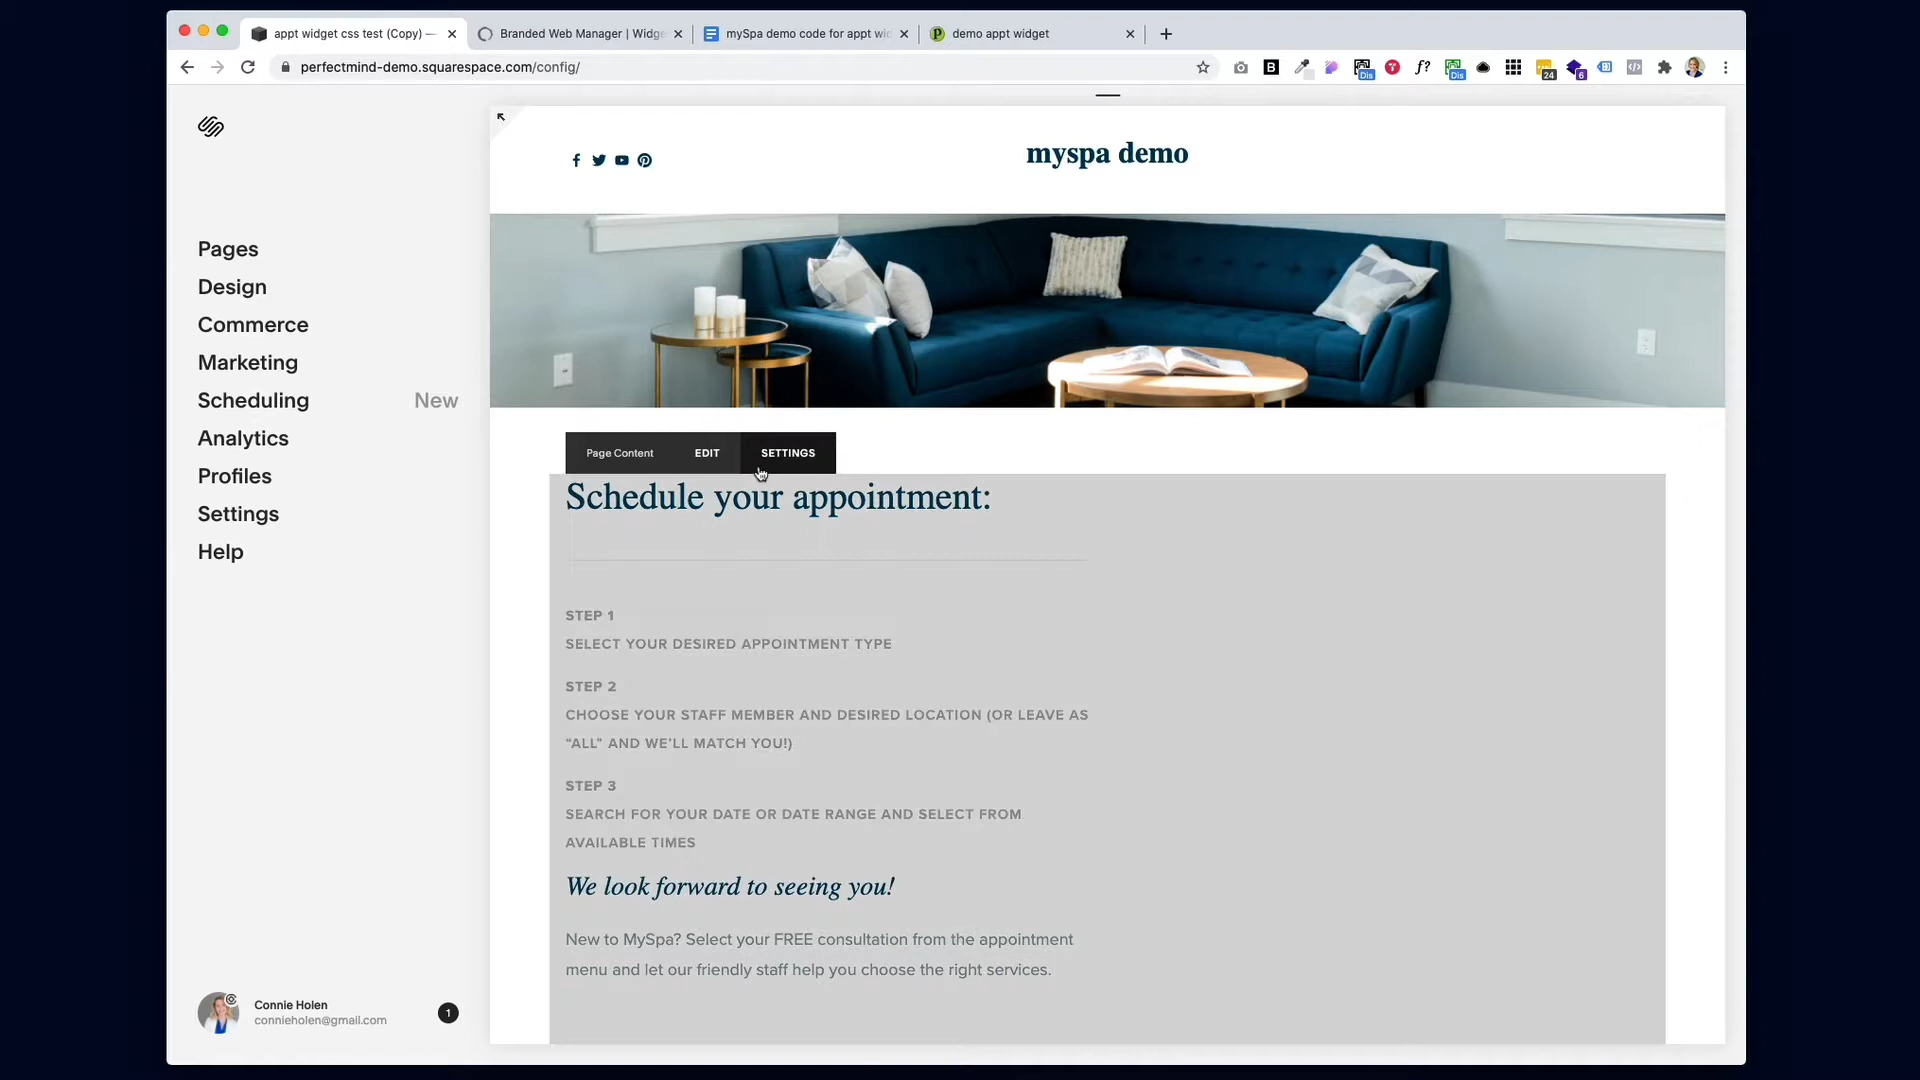 appt widget css test (Copy) —
Branded Web Manager | Widge
mySpa demo code for appt wid
demo appt widget
perfectmind-demo.squarespace.com/config/
B
f?
Dis
Dis
24
6
myspa demo
Pages
Design
Commerce
Marketing
Scheduling New
Analytics
Profiles
Settings
Help
Page Content EDIT SETTINGS
Schedule your appointment:
STEP 1
SELECT YOUR DESIRED APPOINTMENT TYPE
STEP 2
CHOOSE YOUR STAFF MEMBER AND DESIRED LOCATION (OR LEAVE AS
“ALL” AND WE’LL MATCH YOU!)
STEP 3
SEARCH FOR YOUR DATE OR DATE RANGE AND SELECT FROM
AVAILABLE TIMES
We look forward to seeing you!
New to MySpa? Select your FREE consultation from the appointment
menu and let our friendly staff help you choose the right services.
Connie Holen
connieholen@gmail.com
1